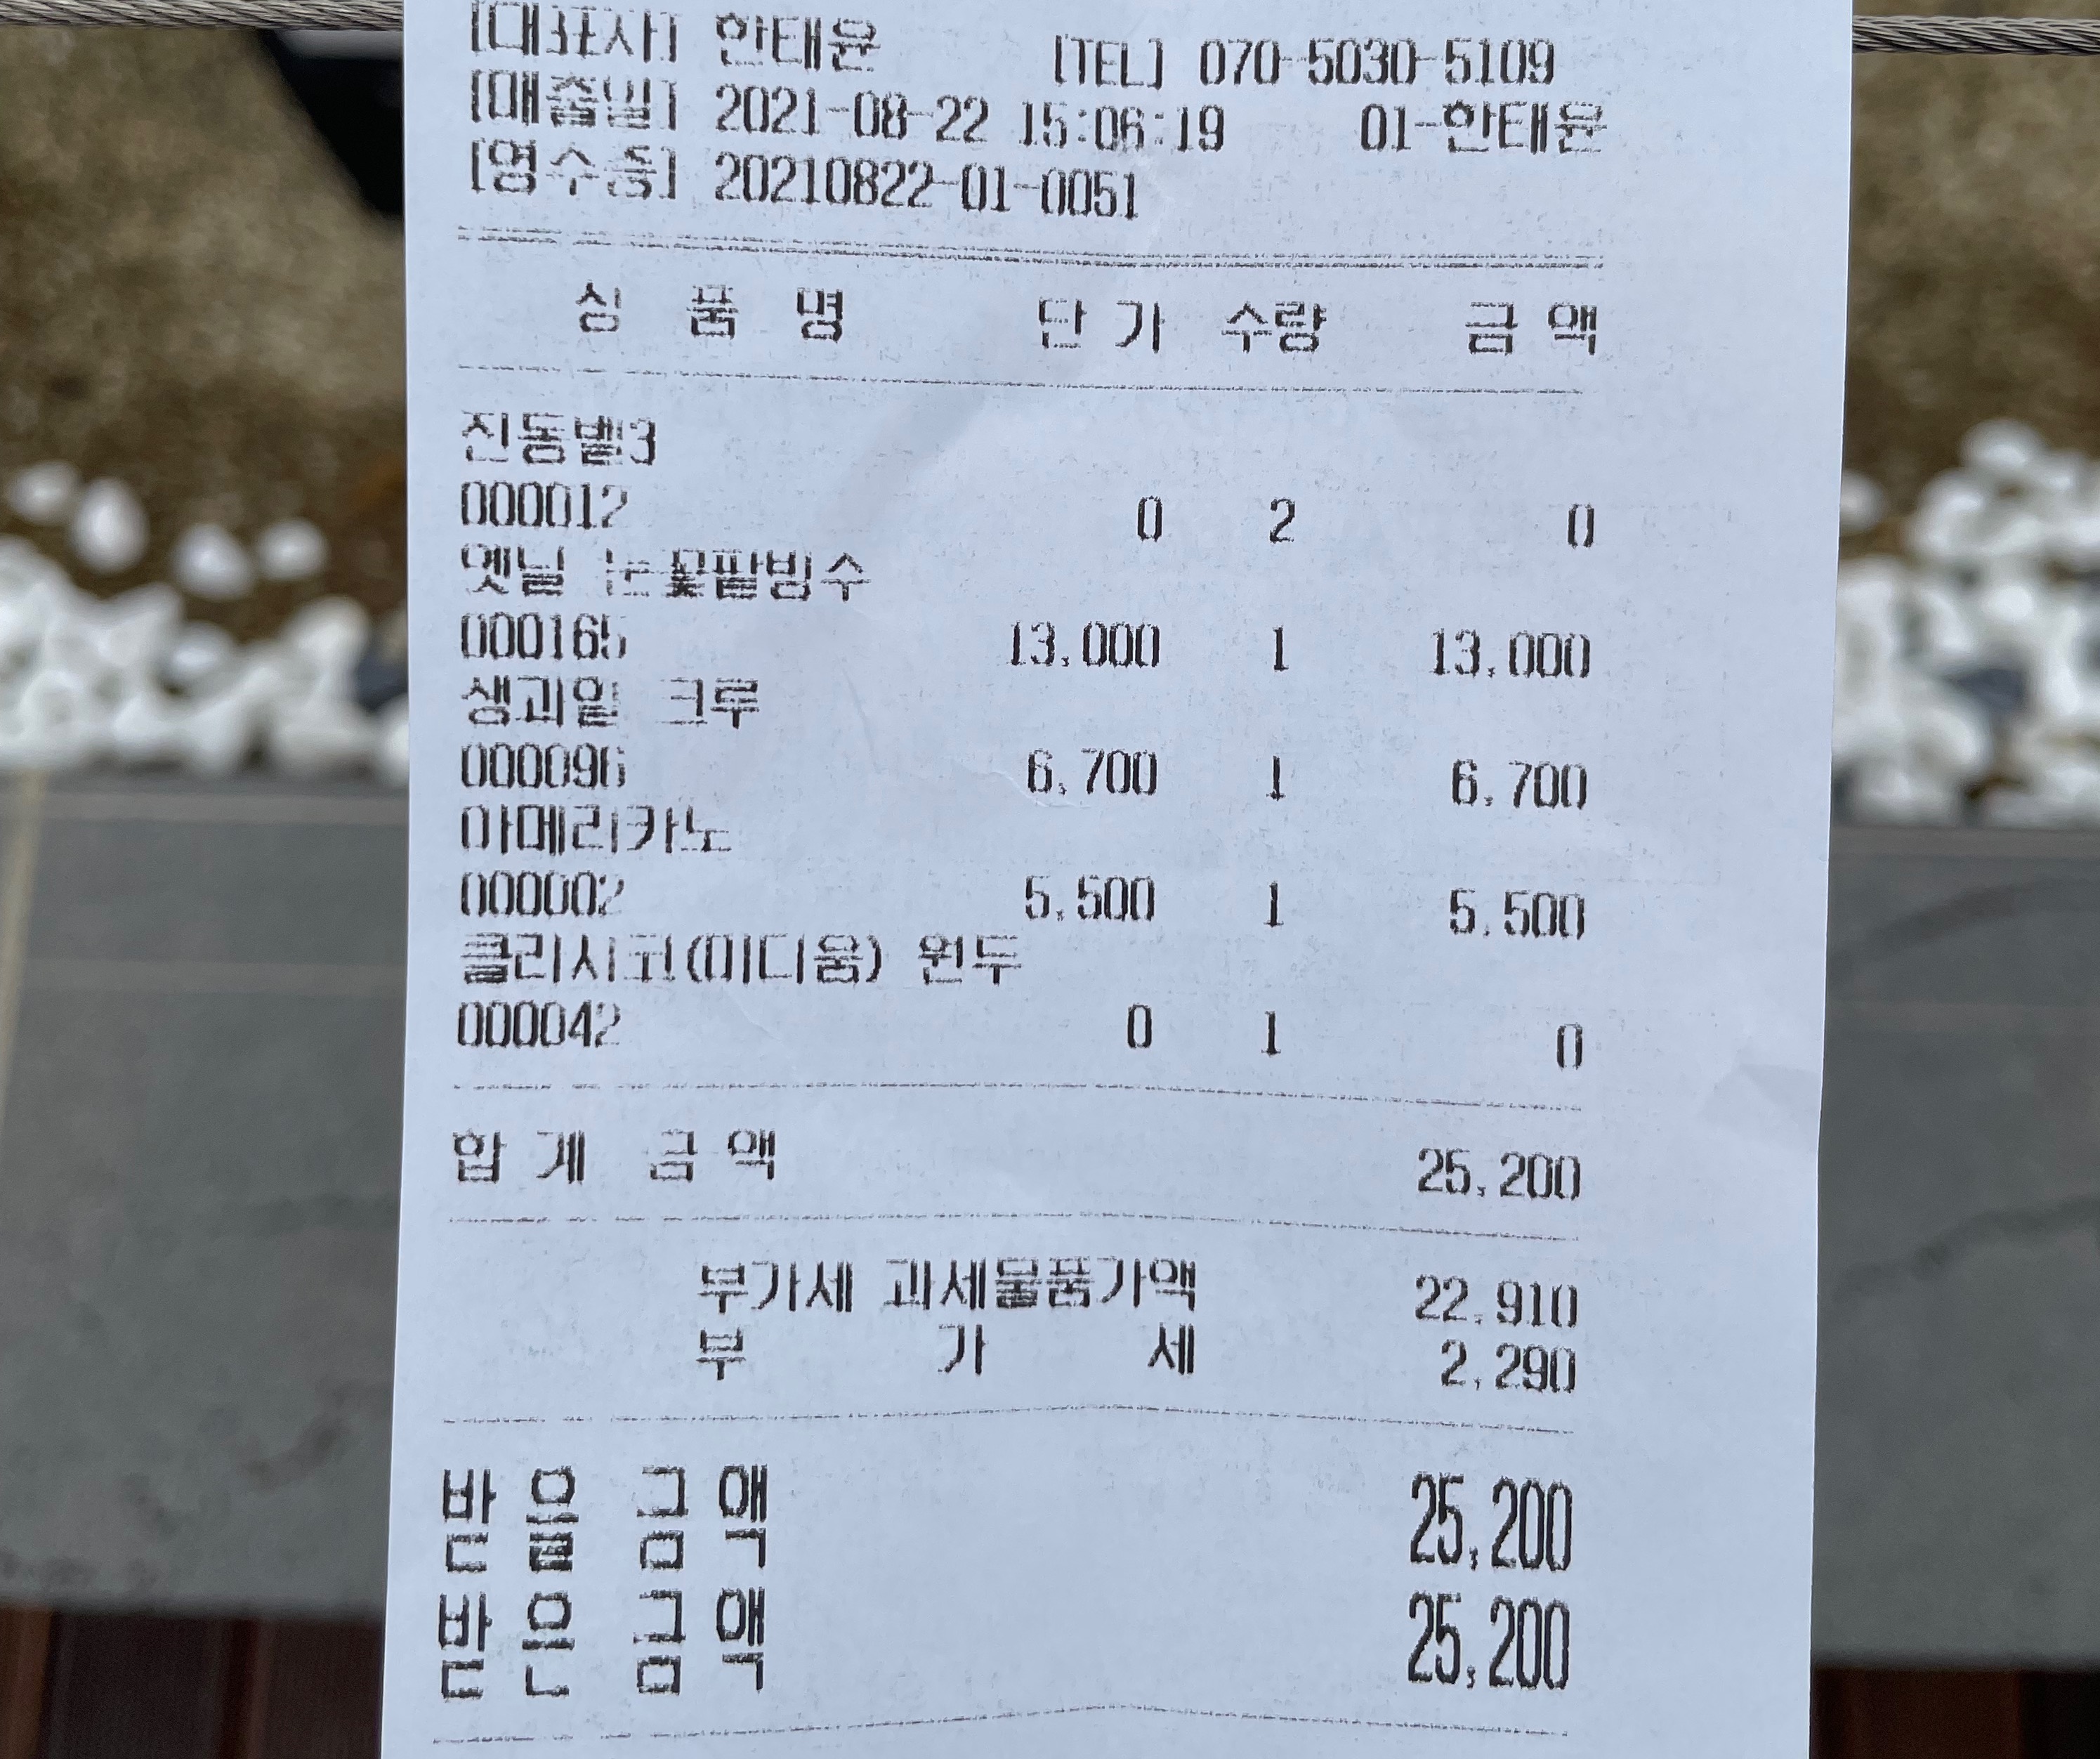 [대표자] 한태윤 [TEL] 070-5030-5109
[매출일] 2021-08-22 15:06:19 01-한태윤
[영수증] 20210822-01-0051
상 품 명 단 가 수량 금 액
진동벨3
000012 0 2 0
옛날 눈꽃팥빙수
000165 13,000 1 13,000
생과일 크루
000096 6,700 1 6,700
아메리카노
000002 5,500 1 5,500
클래시코(미디움) 원두
000042 0 1 0
합 계 금 액 25,200
부가세 과세물품가액 22,910
부 가 세 2,290
받 을 금 액 25,200
받 은 금 액 25,200